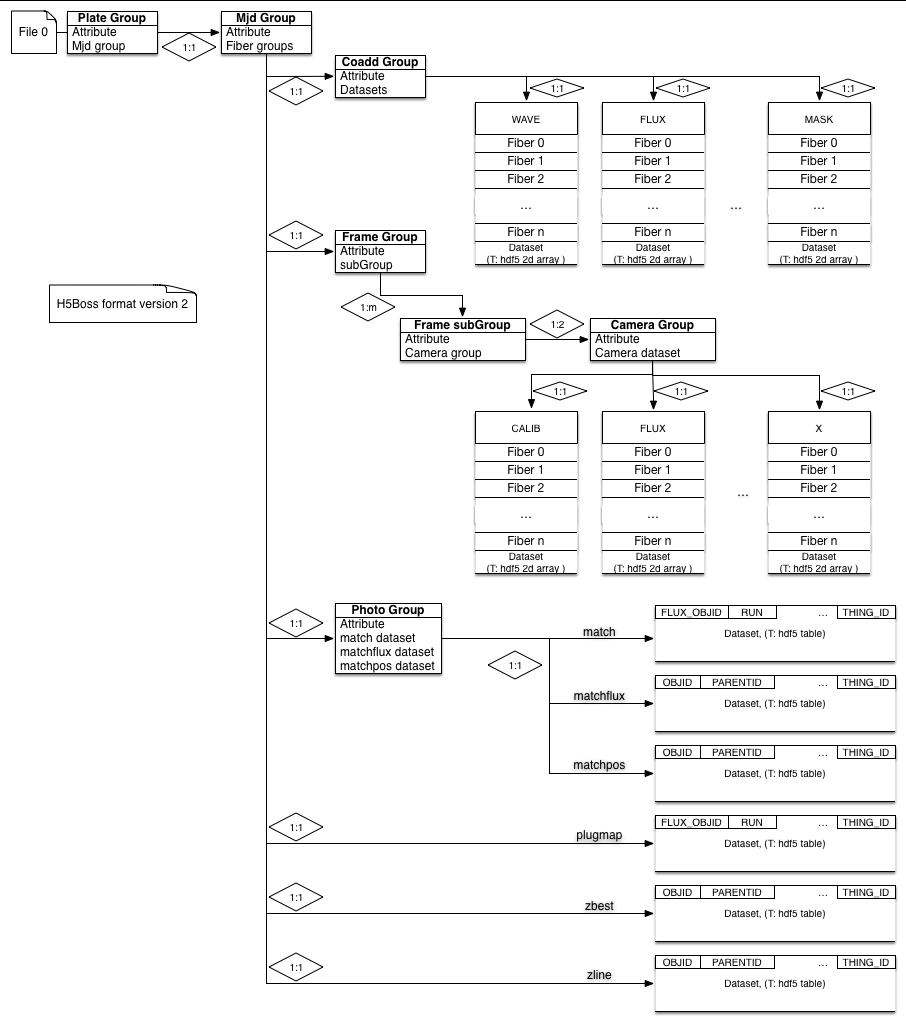 File 0
Plate Group
Attribute
Mjd group
1:1
Mjd Group
Attribute
Fiber groups
1:1
Coadd Group
Attribute
Datasets
1:1
1:1
1:1
WAVE
Fiber 0
Fiber 1
Fiber 2
...
Fiber n
Dataset
(T: hdf5 2d array )
FLUX
Fiber 0
Fiber 1
Fiber 2
...
Fiber n
Dataset
(T: hdf5 2d array )
...
MASK
Fiber 0
Fiber 1
Fiber 2
...
Fiber n
Dataset
(T: hdf5 2d array )
1:1
Frame Group
Attribute
subGroup
H5Boss format version 2
1:m
Frame subGroup
Attribute
Camera group
1:2
Camera Group
Attribute
Camera dataset
1:1
1:1
1:1
CALIB
Fiber 0
Fiber 1
Fiber 2
...
Fiber n
Dataset
(T: hdf5 2d array )
FLUX
Fiber 0
Fiber 1
Fiber 2
...
Fiber n
Dataset
(T: hdf5 2d array )
...
X
Fiber 0
Fiber 1
Fiber 2
...
Fiber n
Dataset
(T: hdf5 2d array )
1:1
Photo Group
Attribute
match dataset
matchflux dataset
matchpos dataset
1:1
match
FLUX_OBJID RUN ... THING_ID
Dataset, (T: hdf5 table)
matchflux
OBJID PARENTID ... THING_ID
Dataset, (T: hdf5 table)
matchpos
OBJID PARENTID ... THING_ID
Dataset, (T: hdf5 table)
1:1
plugmap
FLUX_OBJID RUN ... THING_ID
Dataset, (T: hdf5 table)
1:1
zbest
OBJID PARENTID ... THING_ID
Dataset, (T: hdf5 table)
1:1
zline
OBJID PARENTID ... THING_ID
Dataset, (T: hdf5 table)